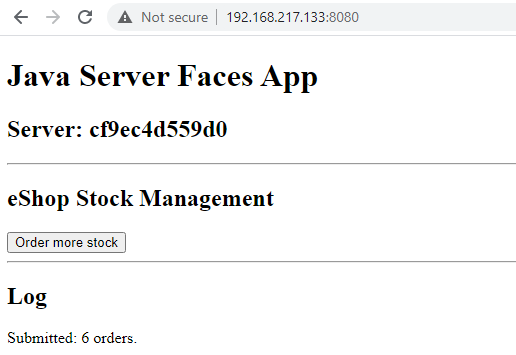 Not secure 192.168.217.133:8080
Java Server Faces App
Server: cf9ec4d559d0
eShop Stock Management
Order more stock
Log
Submitted: 6 orders.